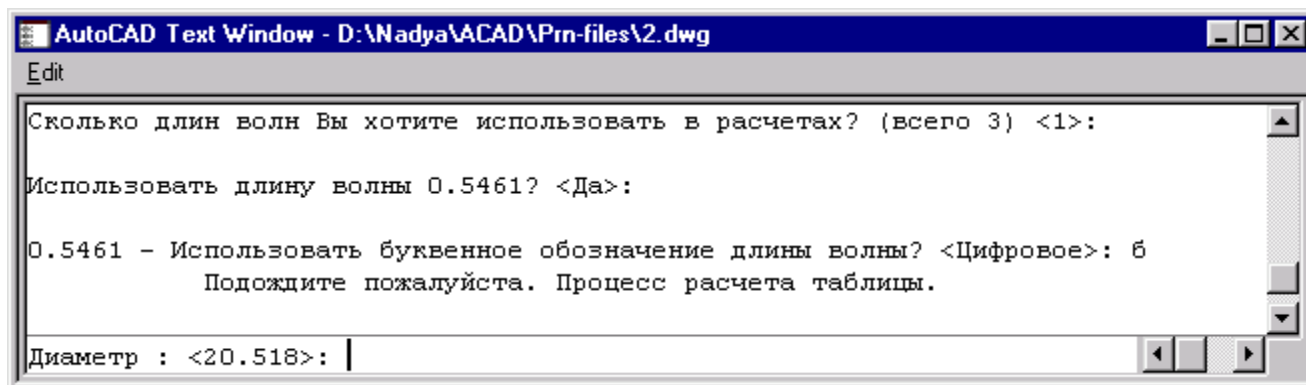 AutoCAD Text Window - D:\Nadya\ACAD\Prn-files\2.dwg
Edit
Сколько длин волн Вы хотите использовать в расчетах? (всего 3) <1>:
Использовать длину волны 0.5461? <Да>:
0.5461 - Использовать буквенное обозначение длины волны? <Цифровое>: б
Подождите пожалуйста. Процесс расчета таблицы.
Диаметр : <20.518>: